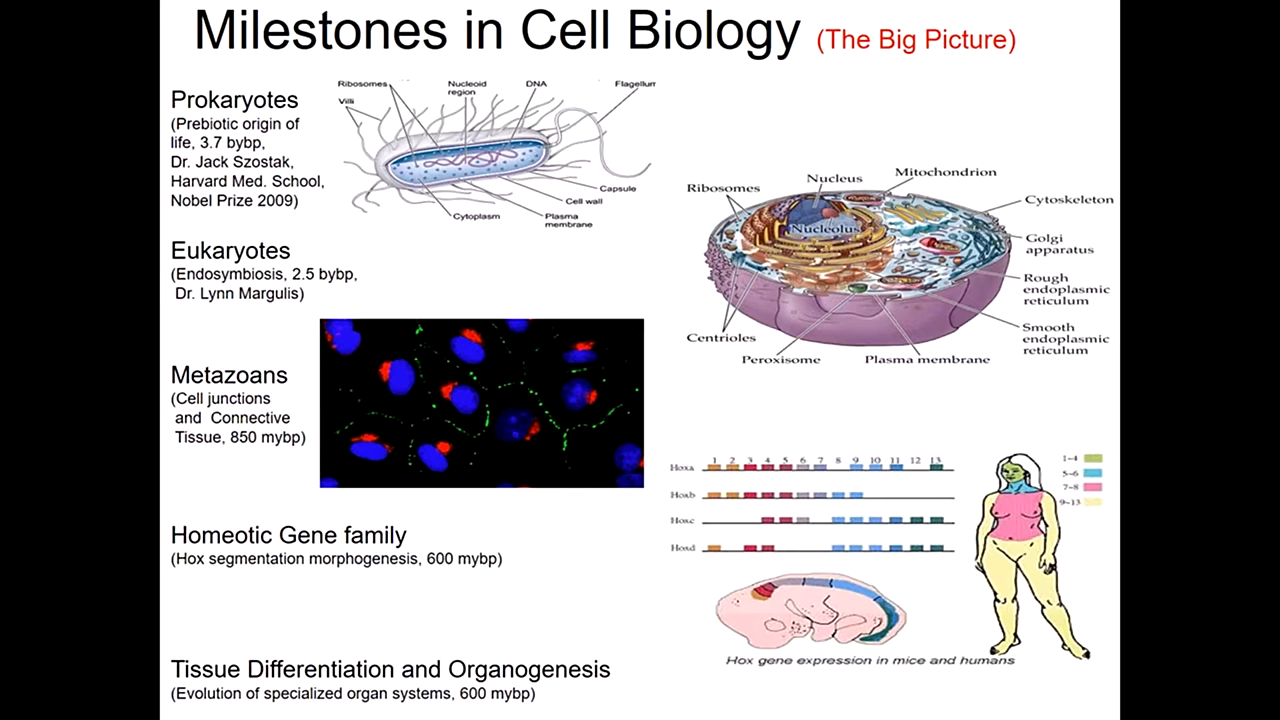 Milestones in Cell Biology (The Big Picture)
Prokaryotes
(Prebiotic origin of
life, 3.7 bybp,
Dr. Jack Szostak,
Harvard Med. School,
Nobel Prize 2009)
Ribosomes
Nucleoid
region
DNA
Flagellum
Villi
Capsule
Cell wall
Cytoplasm
Plasma
membrane
Eukaryotes
(Endosymbiosis, 2.5 bybp,
Dr. Lynn Margulis)
Ribosomes
Nucleus
Mitochondrion
Cytoskeleton
Nucleolus
Golgi
apparatus
Rough
endoplasmic
reticulum
Smooth
endoplasmic
reticulum
Centrioles
Peroxisome
Plasma membrane
Metazoans
(Cell junctions
and Connective
Tissue, 850 mybp)
Homeotic Gene family
(Hox segmentation morphogenesis, 600 mybp)
1 2 3 4 5 6 7 8 9 10 11 12 13
Hoxa
Hoxb
Hoxc
Hoxd
1–4
5–6
7–8
9–13
Hox gene expression in mice and humans
Tissue Differentiation and Organogenesis
(Evolution of specialized organ systems, 600 mybp)